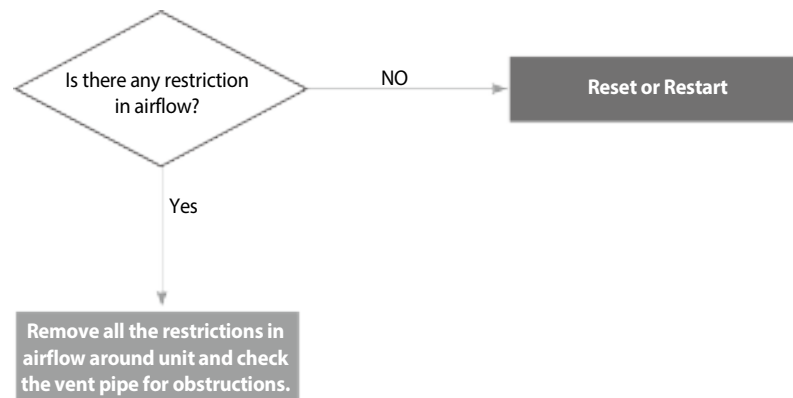 Is there any restriction
in airflow?
NO
Reset or Restart
Yes
Remove all the restrictions in
airflow around unit and check
the vent pipe for obstructions.